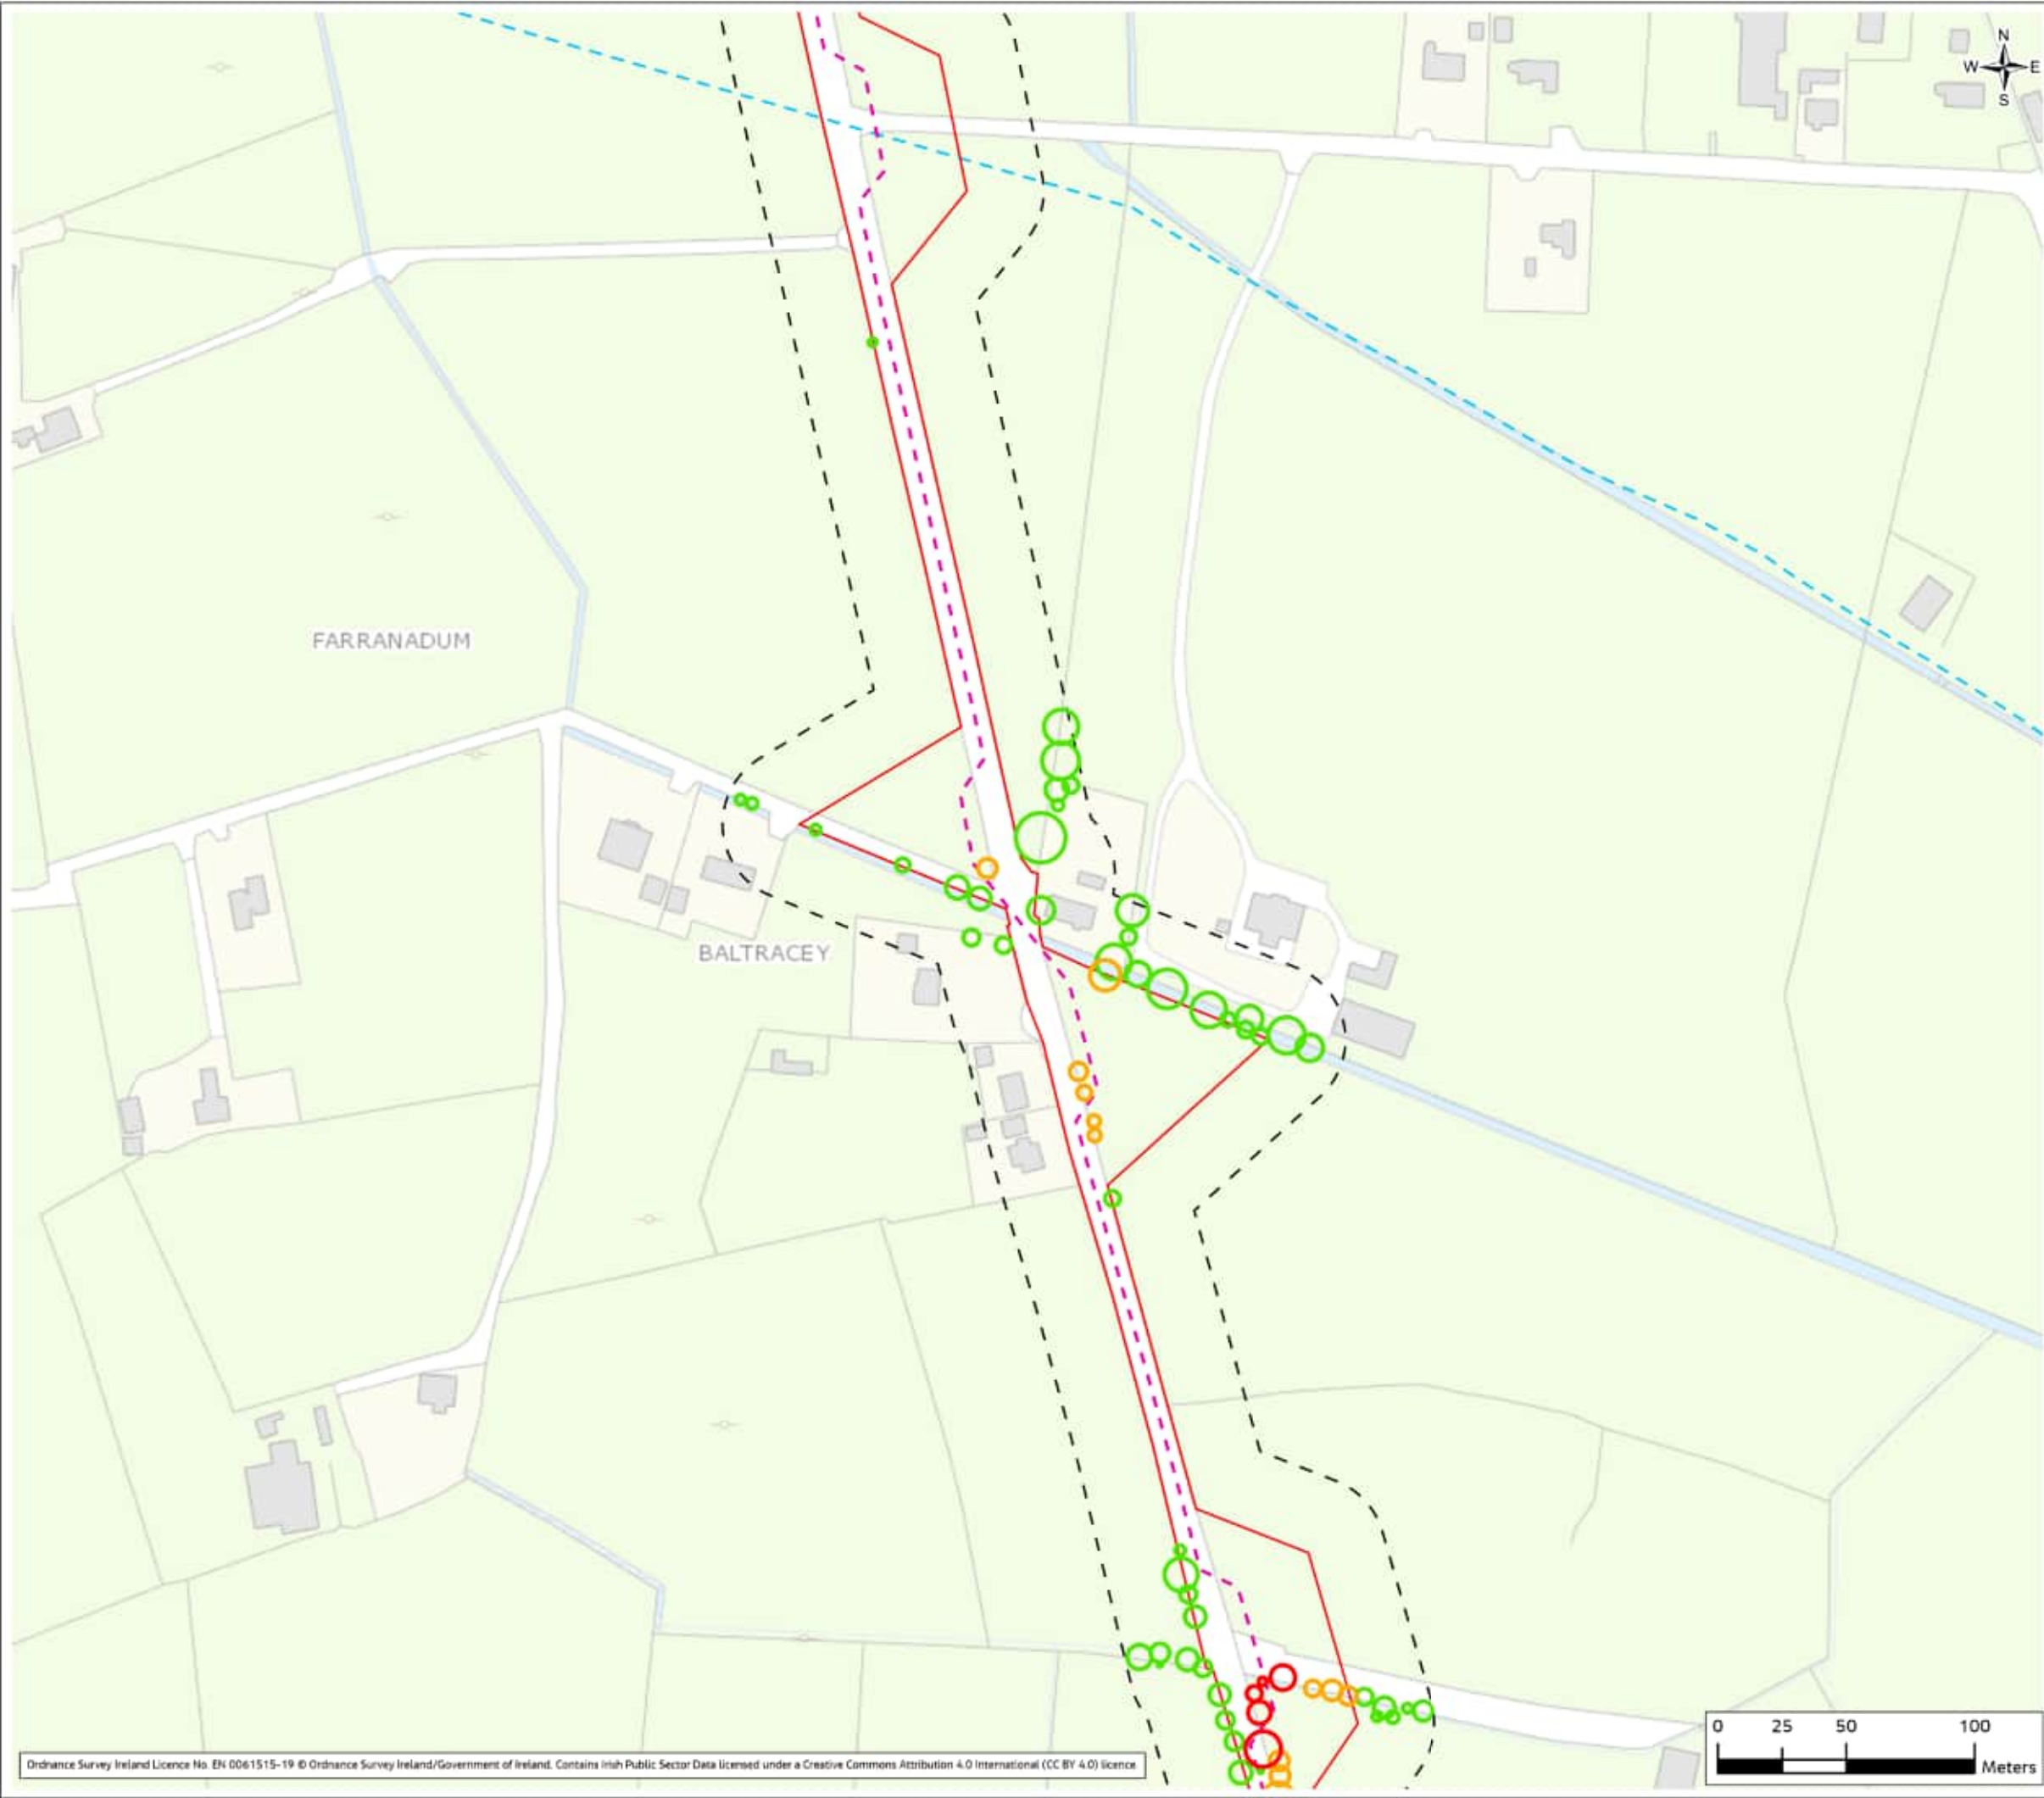 N
W E
S
FARRANADUM
BALTRACEY
0 25 50 100
Meters
Ordnance Survey Ireland Licence No. EN 0061515-19 © Ordnance Survey Ireland/Government of Ireland. Contains Irish Public Sector Data licensed under a Creative Commons Attribution 4.0 International (CC BY 4.0) licence